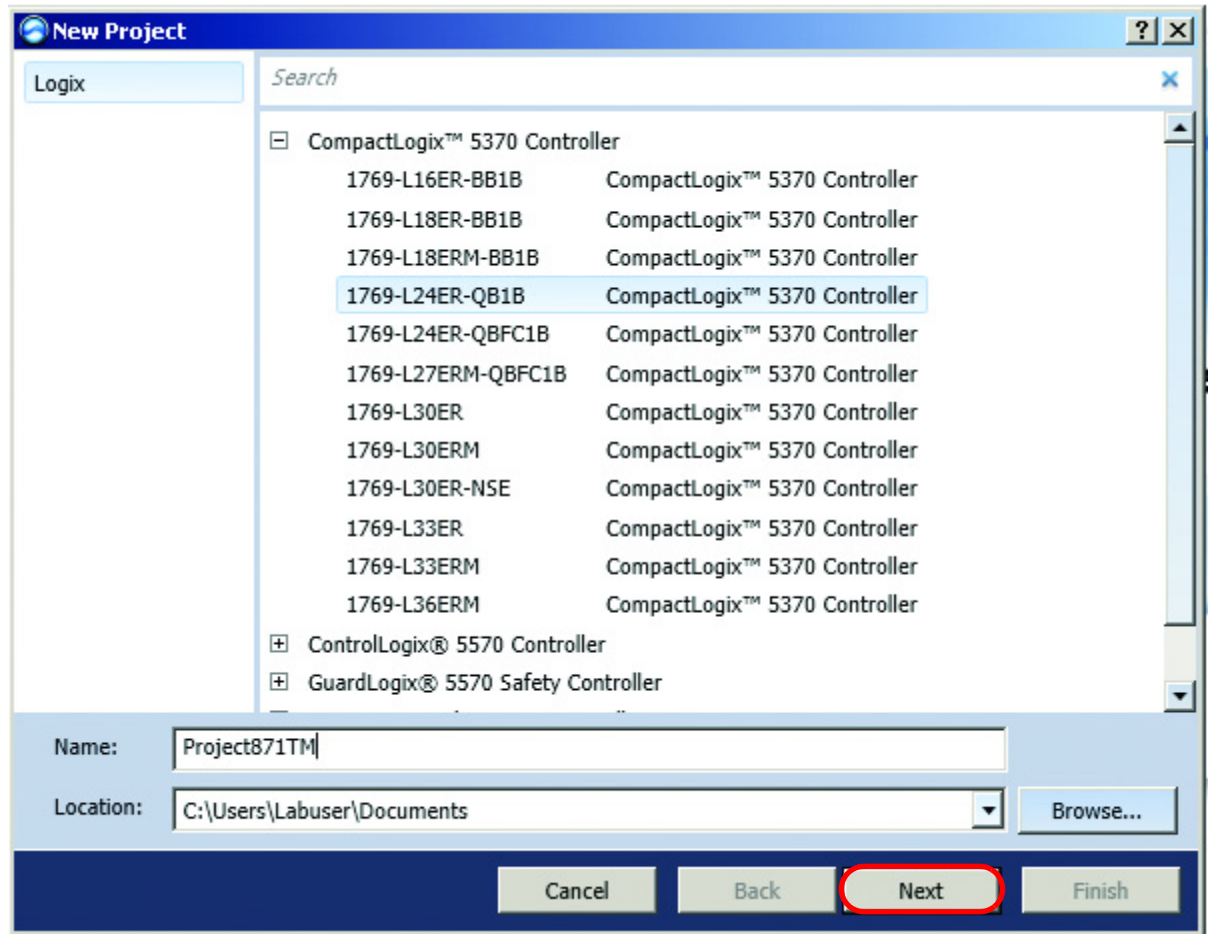 New Project
Logix
Search
CompactLogix™ 5370 Controller
1769-L16ER-BB1B CompactLogix™ 5370 Controller
1769-L18ER-BB1B CompactLogix™ 5370 Controller
1769-L18ERM-BB1B CompactLogix™ 5370 Controller
1769-L24ER-QB1B CompactLogix™ 5370 Controller
1769-L24ER-QBFC1B CompactLogix™ 5370 Controller
1769-L27ERM-QBFC1B CompactLogix™ 5370 Controller
1769-L30ER CompactLogix™ 5370 Controller
1769-L30ERM CompactLogix™ 5370 Controller
1769-L30ER-NSE CompactLogix™ 5370 Controller
1769-L33ER CompactLogix™ 5370 Controller
1769-L33ERM CompactLogix™ 5370 Controller
1769-L36ERM CompactLogix™ 5370 Controller
ControlLogix® 5570 Controller
GuardLogix® 5570 Safety Controller
Name: Project871TM
Location: C:\Users\Labuser\Documents Browse...
Cancel Back Next Finish